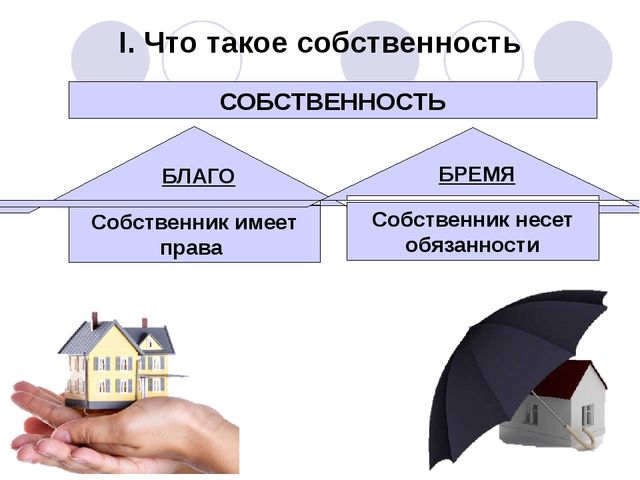 I. Что такое собственность
СОБСТВЕННОСТЬ
БЛАГО
Собственник имеет
права
БРЕМЯ
Собственник несет
обязанности